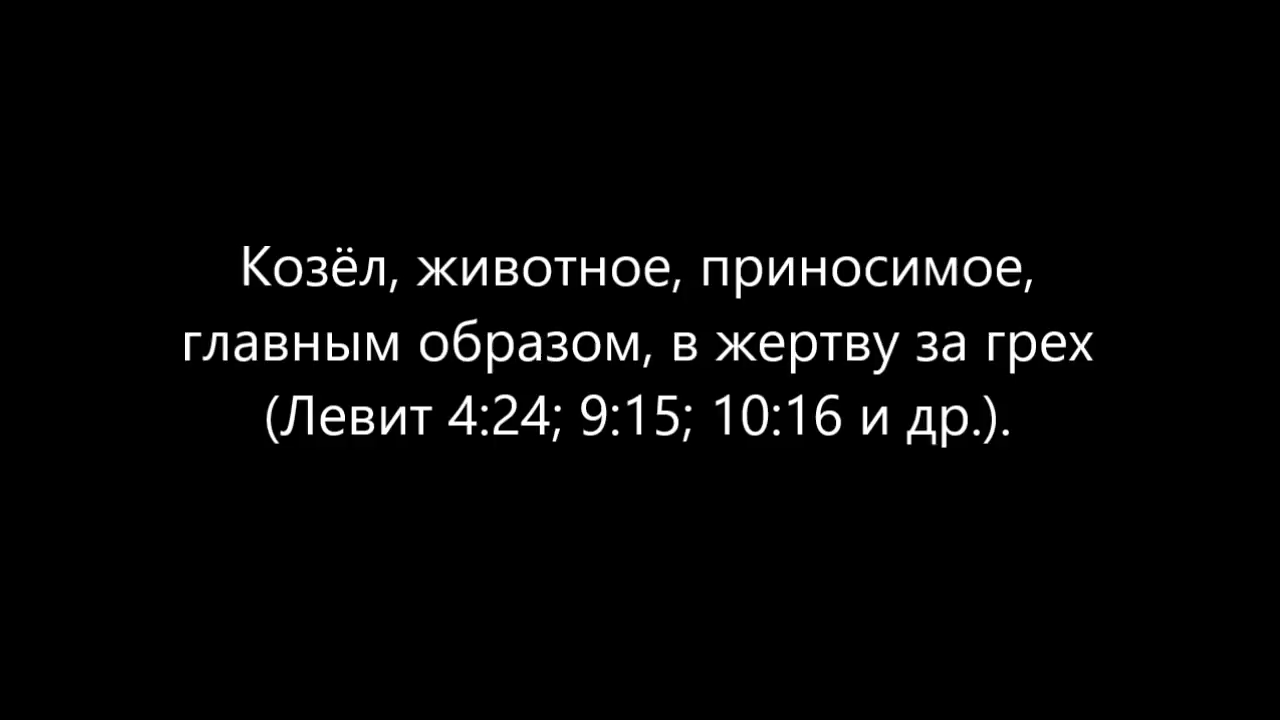 Козёл, животное, приносимое,
главным образом, в жертву за грех
(Левит 4:24; 9:15; 10:16 и др.).